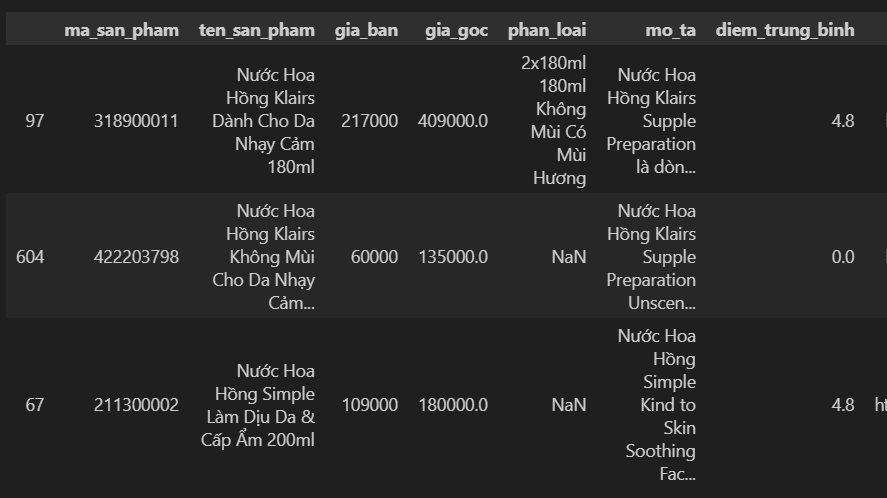 ma_san_pham ten_san_pham gia_ban gia_goc phan_loai mo_ta diem_trung_binh
97 318900011 Nước Hoa Hồng Klairs Dành Cho Da Nhạy Cảm 180ml 217000 409000.0 2x180ml 180ml Không Mùi Có Mùi Hương Nước Hoa Hồng Klairs Supple Preparation là dòn... 4.8
604 422203798 Nước Hoa Hồng Klairs Không Mùi Cho Da Nhạy Cảm... 60000 135000.0 NaN Nước Hoa Hồng Klairs Supple Preparation Unscen... 0.0
67 211300002 Nước Hoa Hồng Simple Làm Dịu Da & Cấp Ẩm 200ml 109000 180000.0 NaN Nước Hoa Hồng Simple Kind to Skin Soothing Fac... 4.8